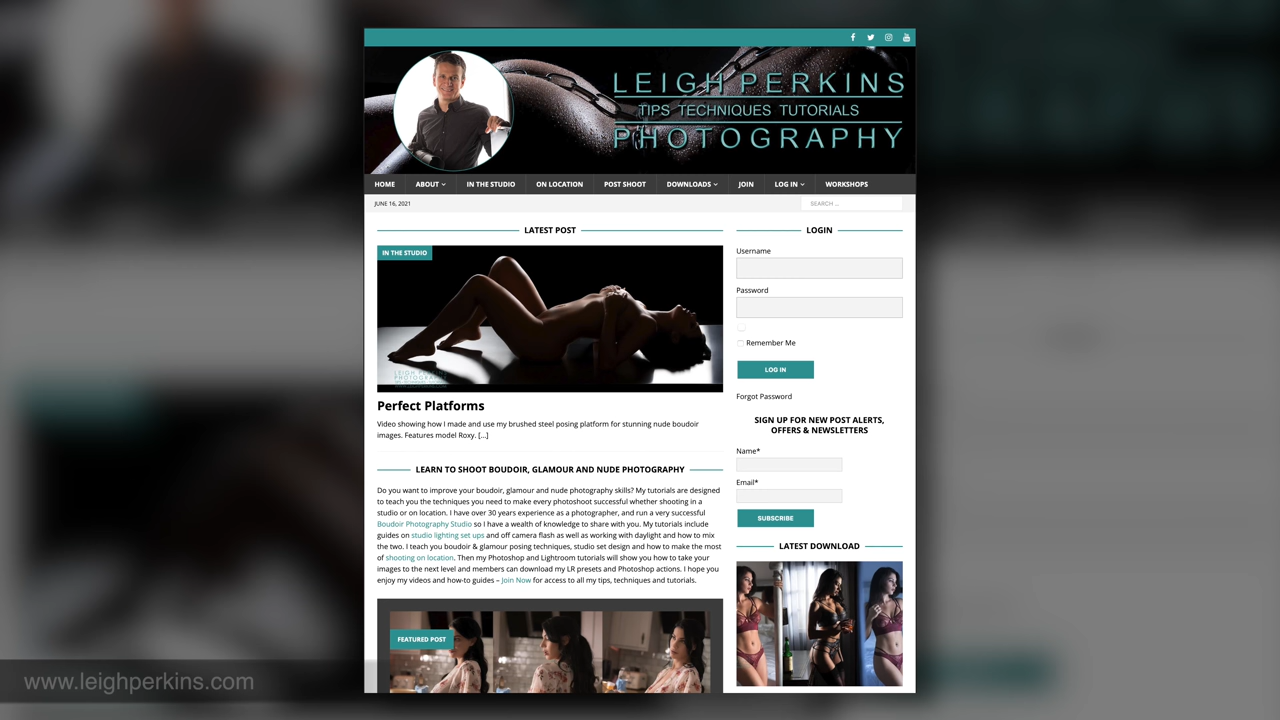 LEIGH PERKINS
TIPS TECHNIQUES TUTORIALS
PHOTOGRAPHY
HOME ABOUT IN THE STUDIO ON LOCATION POST SHOOT DOWNLOADS JOIN LOG IN WORKSHOPS
JUNE 16, 2021
SEARCH ...
LATEST POST
IN THE STUDIO
LEIGH PERKINS
PHOTOGRAPHY
Perfect Platforms
Video showing how I made and use my brushed steel posing platform for stunning nude boudoir
images. Features model Roxy. [...]
LEARN TO SHOOT BOUDOIR, GLAMOUR AND NUDE PHOTOGRAPHY
Do you want to improve your boudoir, glamour and nude photography skills? My tutorials are designed
to teach you the techniques you need to make every photoshoot successful whether shooting in a
studio or on location. I have over 30 years experience as a photographer, and run a very successful
Boudoir Photography Studio so I have a wealth of knowledge to share with you. My tutorials include
guides on studio lighting set ups and off camera flash as well as working with daylight and how to mix
the two. I teach you boudoir & glamour posing techniques, studio set design and how to make the most
of shooting on location. Then my Photoshop and Lightroom tutorials will show you how to take your
images to the next level and members can download my LR presets and Photoshop actions. I hope you
enjoy my videos and how-to guides – Join Now for access to all my tips, techniques and tutorials.
FEATURED POST
LOGIN
Username
Password
Remember Me
LOG IN
Forgot Password
SIGN UP FOR NEW POST ALERTS,
OFFERS & NEWSLETTERS
Name*
Email*
SUBSCRIBE
LATEST DOWNLOAD
www.leighperkins.com